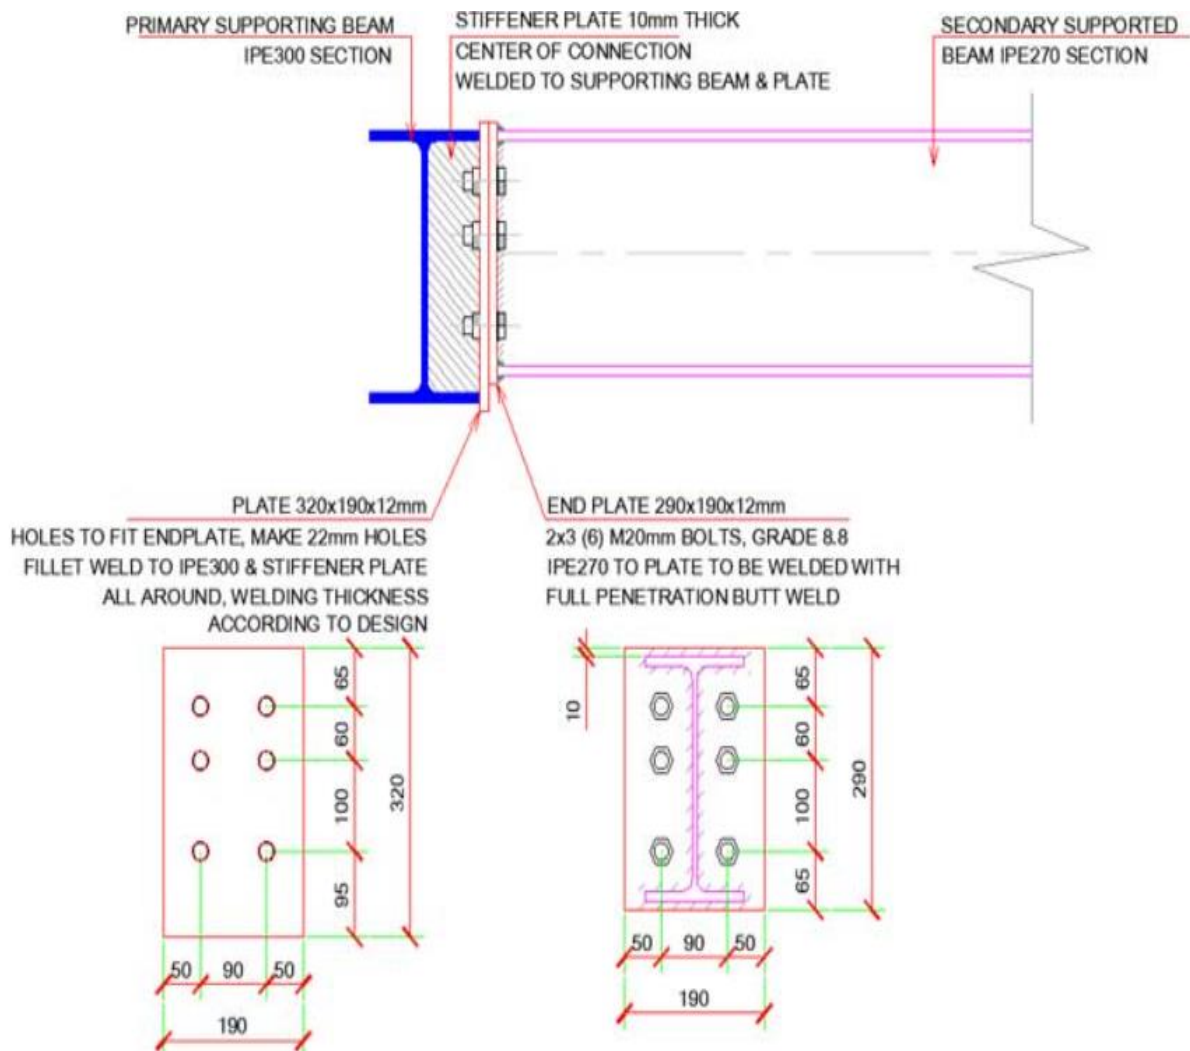 PRIMARY SUPPORTING BEAM
IPE300 SECTION
STIFFENER PLATE 10mm THICK
CENTER OF CONNECTION
WELDED TO SUPPORTING BEAM & PLATE
SECONDARY SUPPORTED
BEAM IPE270 SECTION
PLATE 320x190x12mm
HOLES TO FIT ENDPLATE, MAKE 22mm HOLES
FILLET WELD TO IPE300 & STIFFENER PLATE
ALL AROUND, WELDING THICKNESS
ACCORDING TO DESIGN
END PLATE 290x190x12mm
2x3 (6) M20mm BOLTS, GRADE 8.8
IPE270 TO PLATE TO BE WELDED WITH
FULL PENETRATION BUTT WELD
65
60
100
95
320
50
90
50
190
10
65
60
100
65
290
50
90
50
190